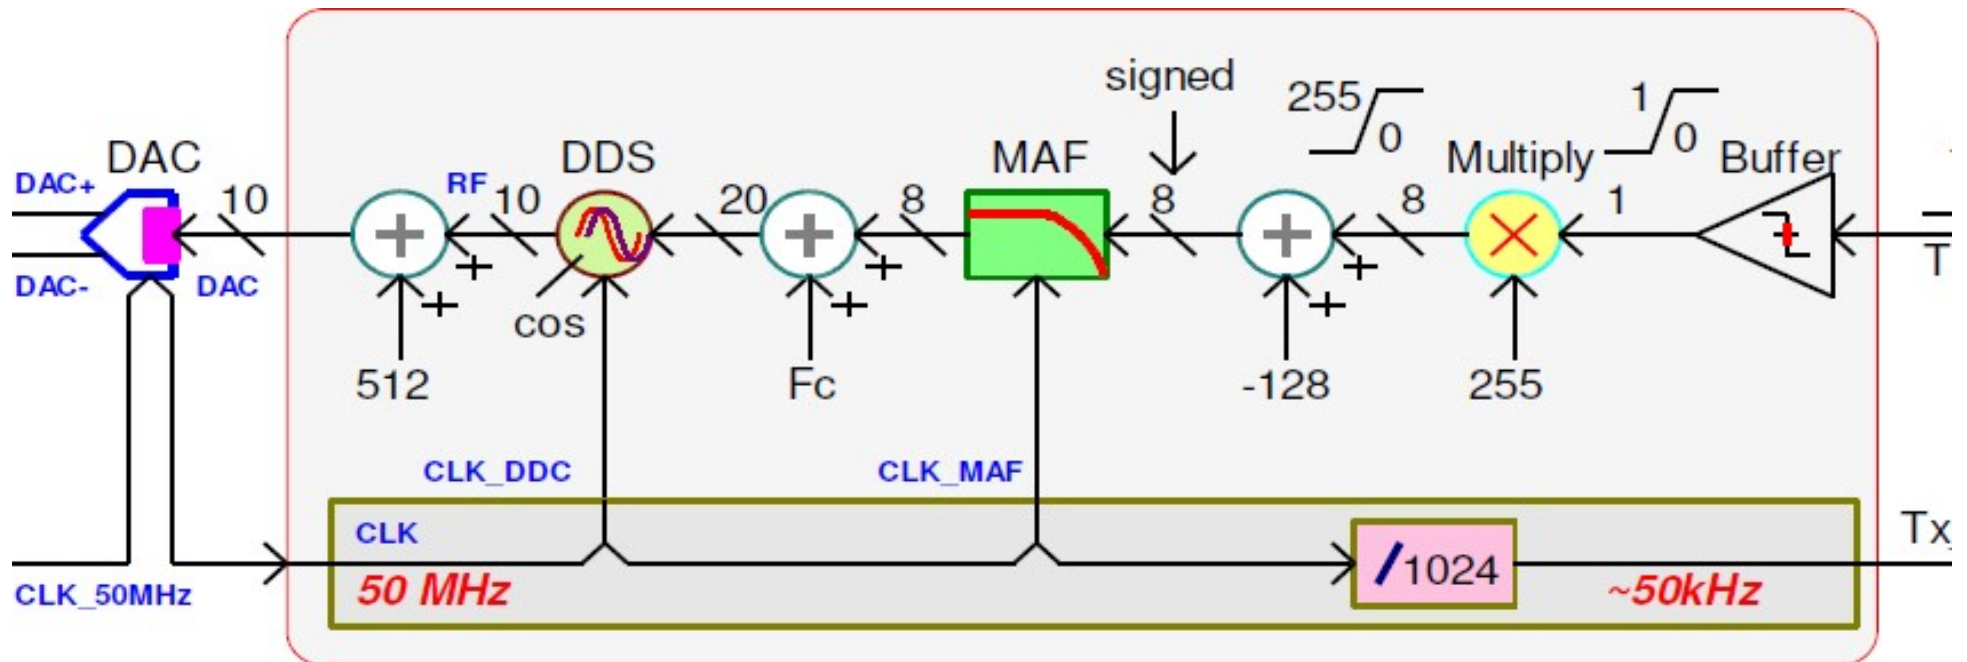 signed
255
0
1
0
DAC
DDS
MAF
Multiply
Buffer
DAC+
10
RF
10
20
8
8
8
1
DAC-
DAC
+
+
+
+
+
+
cos
T
512
Fc
-128
255
CLK_DDC
CLK_MAF
CLK
50 MHz
/1024
~50kHz
Tx_
CLK_50MHz